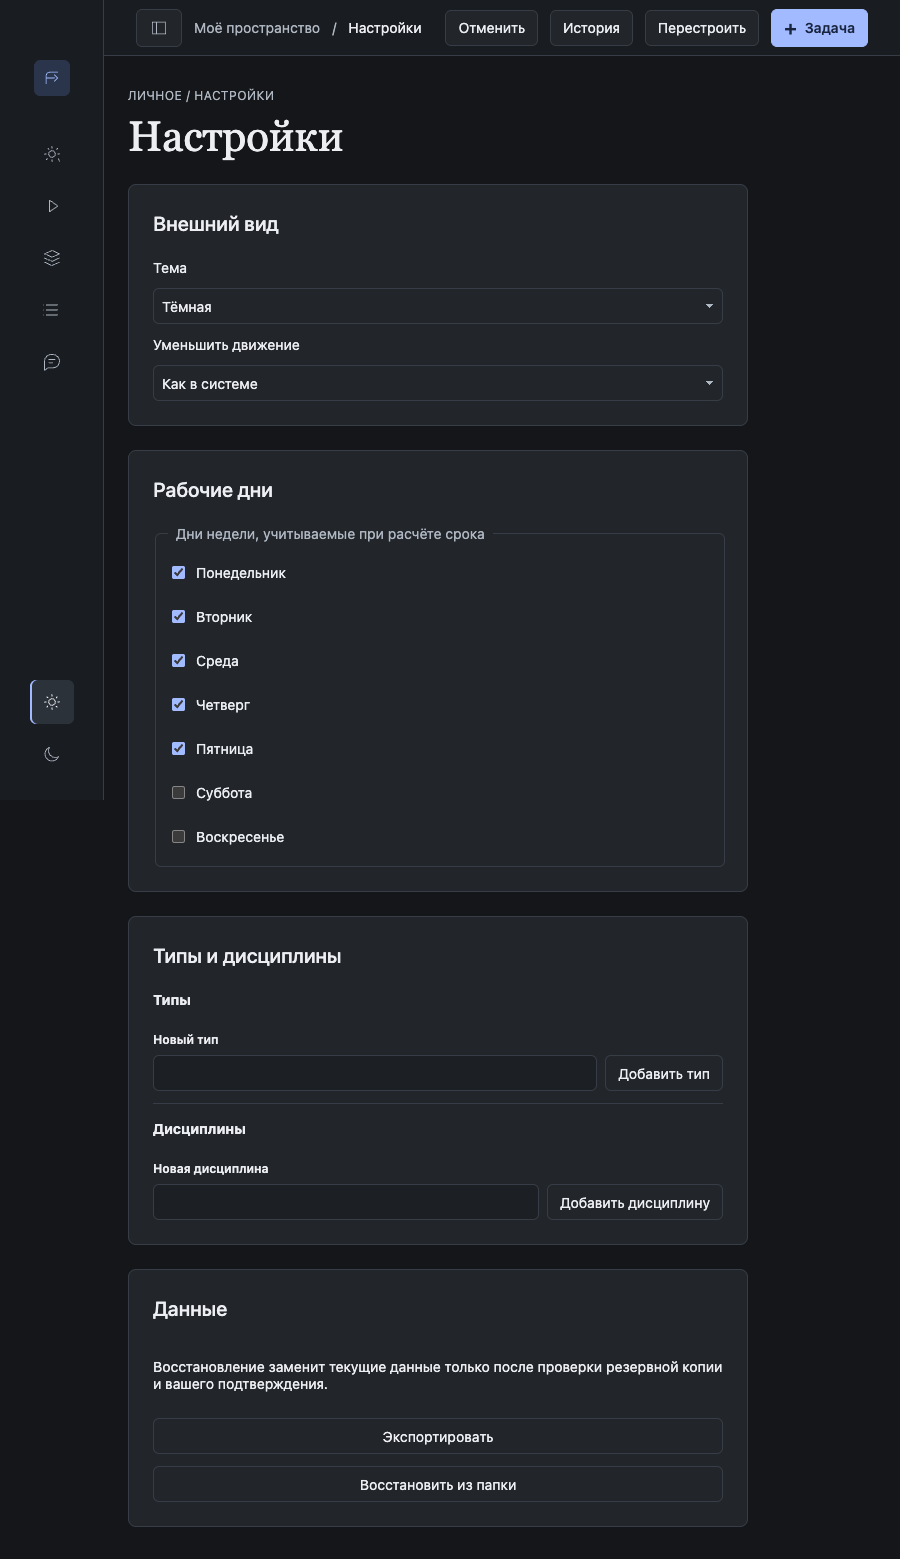 Моё пространство / Настройки
Отменить
История
Перестроить
+ Задача
ЛИЧНОЕ / НАСТРОЙКИ
Настройки
Внешний вид
Тема
Тёмная
Уменьшить движение
Как в системе
Рабочие дни
Дни недели, учитываемые при расчёте срока
Понедельник
Вторник
Среда
Четверг
Пятница
Суббота
Воскресенье
Типы и дисциплины
Типы
Новый тип
Добавить тип
Дисциплины
Новая дисциплина
Добавить дисциплину
Данные
Восстановление заменит текущие данные только после проверки резервной копии
и вашего подтверждения.
Экспортировать
Восстановить из папки